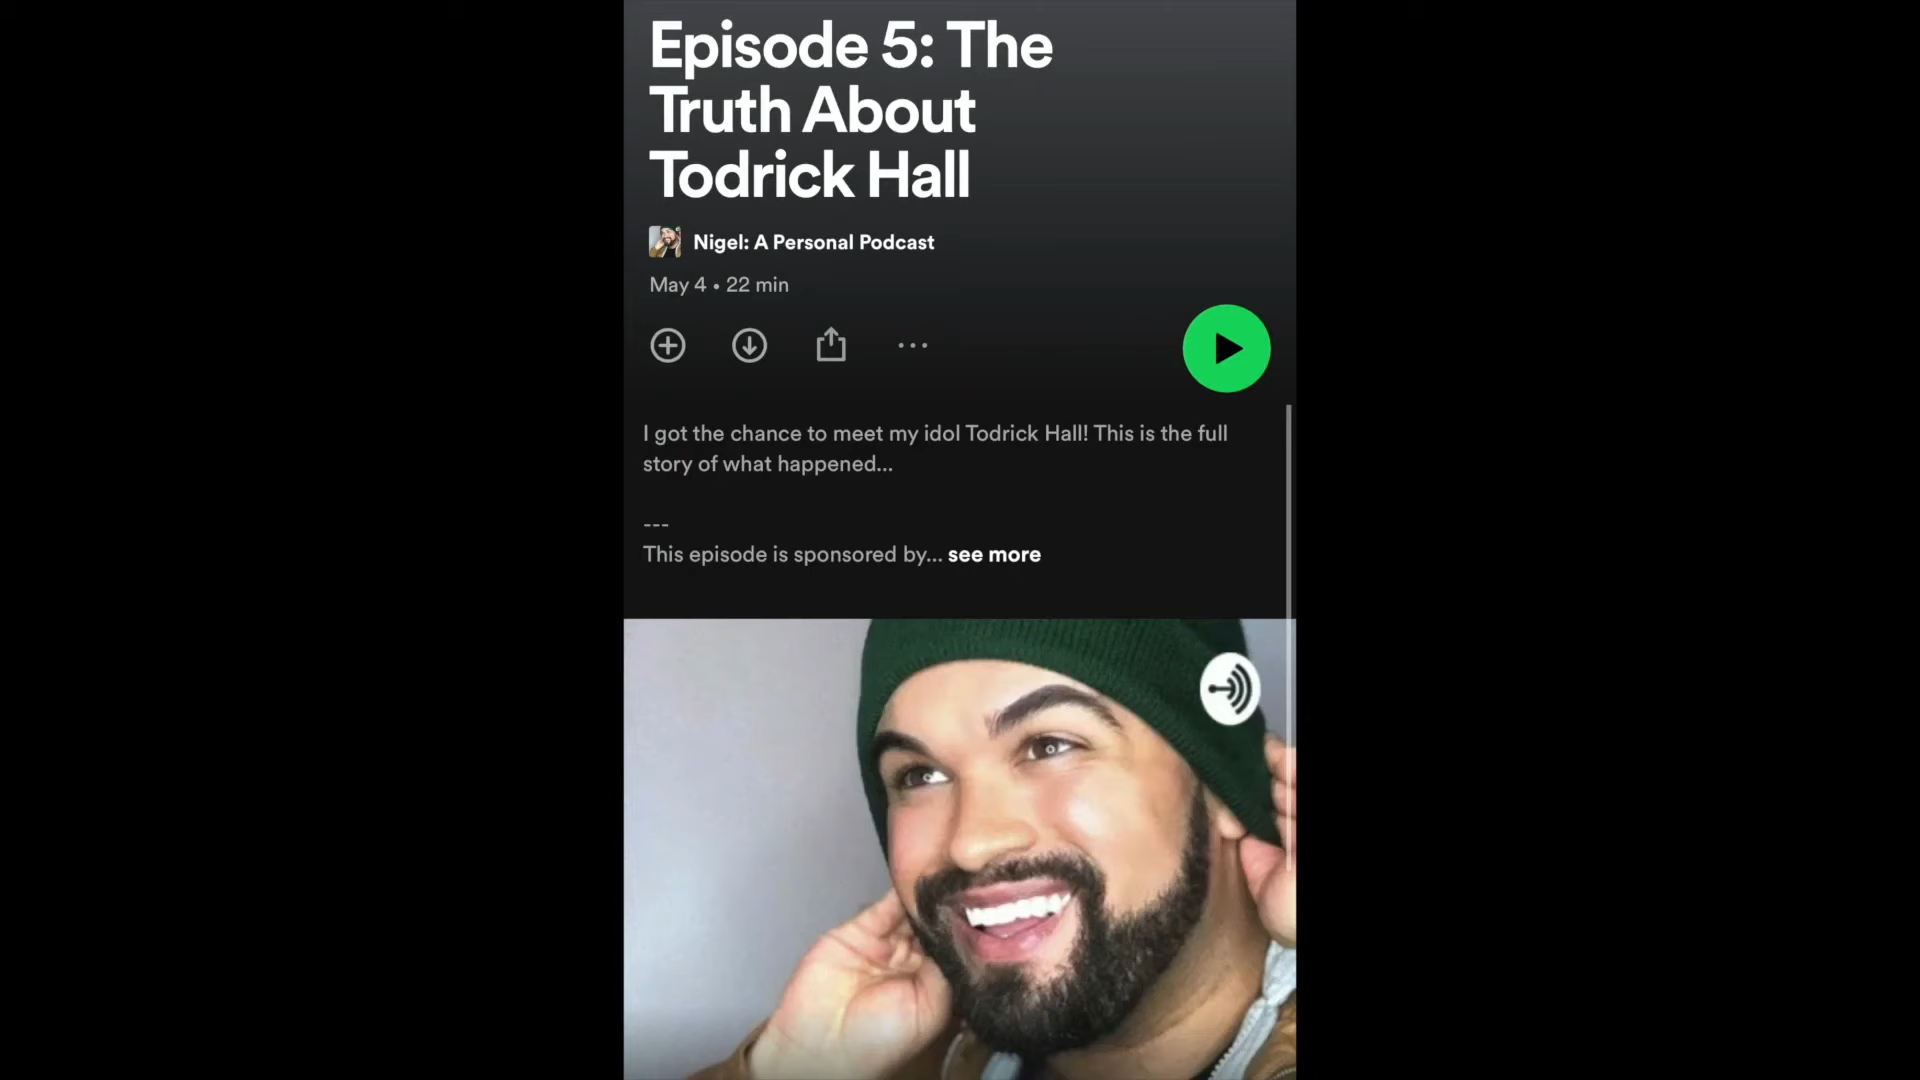 Episode 5: The
Truth About
Todrick Hall
Nigel: A Personal Podcast
May 4 • 22 min
I got the chance to meet my idol Todrick Hall! This is the full
story of what happened...
---
This episode is sponsored by... see more